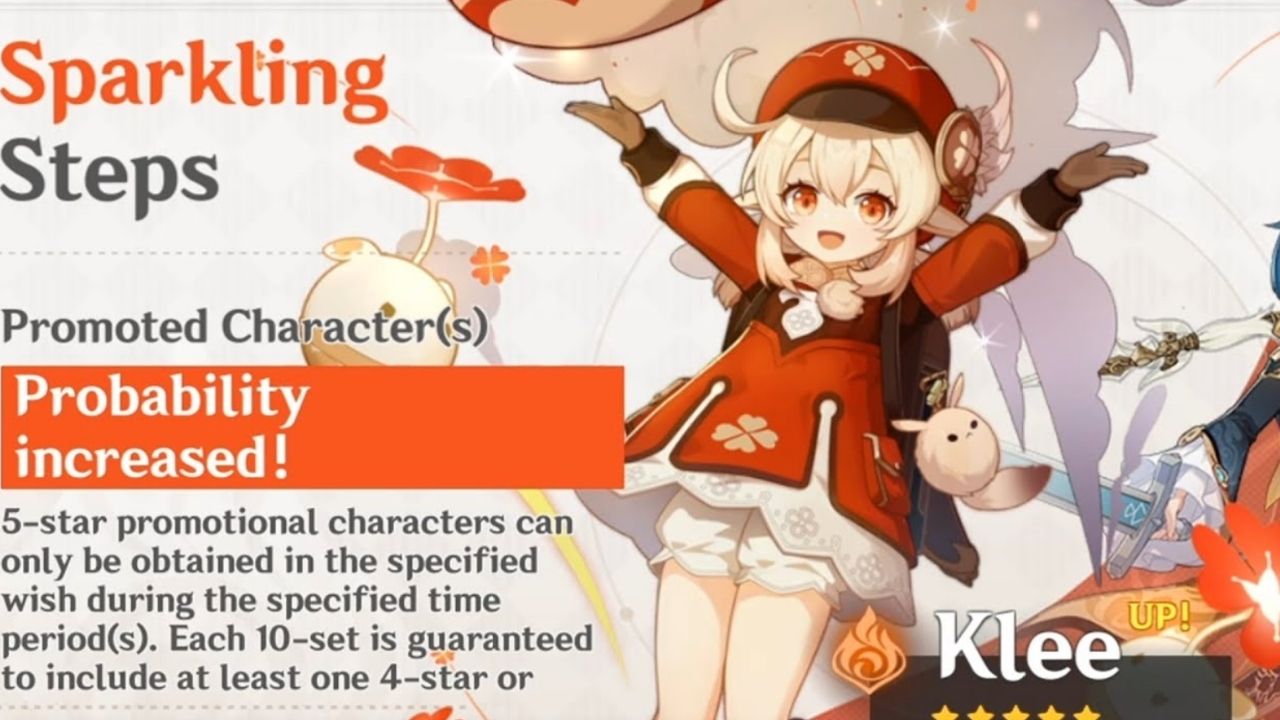 Sparkling
Steps
Promoted Character(s)
Probability
increased!
5-star promotional characters can
only be obtained in the specified
wish during the specified time
period(s). Each 10-set is guaranteed
to include at least one 4-star or
Klee
UP!